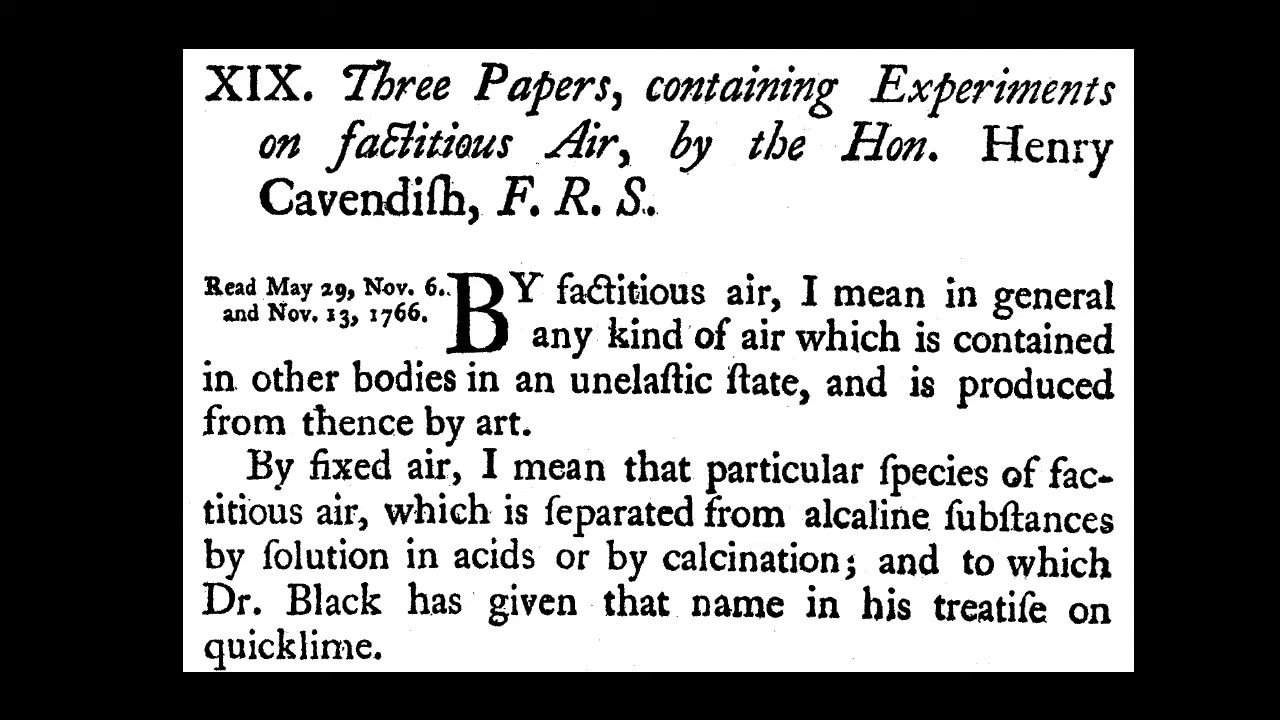 XIX. Three Papers, containing Experiments
on factitious Air, by the Hon. Henry
Cavendiſh, F. R. S.
Read May 29, Nov. 6.
and Nov. 13, 1766.
BY factitious air, I mean in general
any kind of air which is contained
in other bodies in an unelaſtic ſtate, and is produced
from thence by art.
By fixed air, I mean that particular ſpecies of fac-
titious air, which is ſeparated from alcaline ſubſtances
by ſolution in acids or by calcination; and to which
Dr. Black has given that name in his treatiſe on
quicklime.